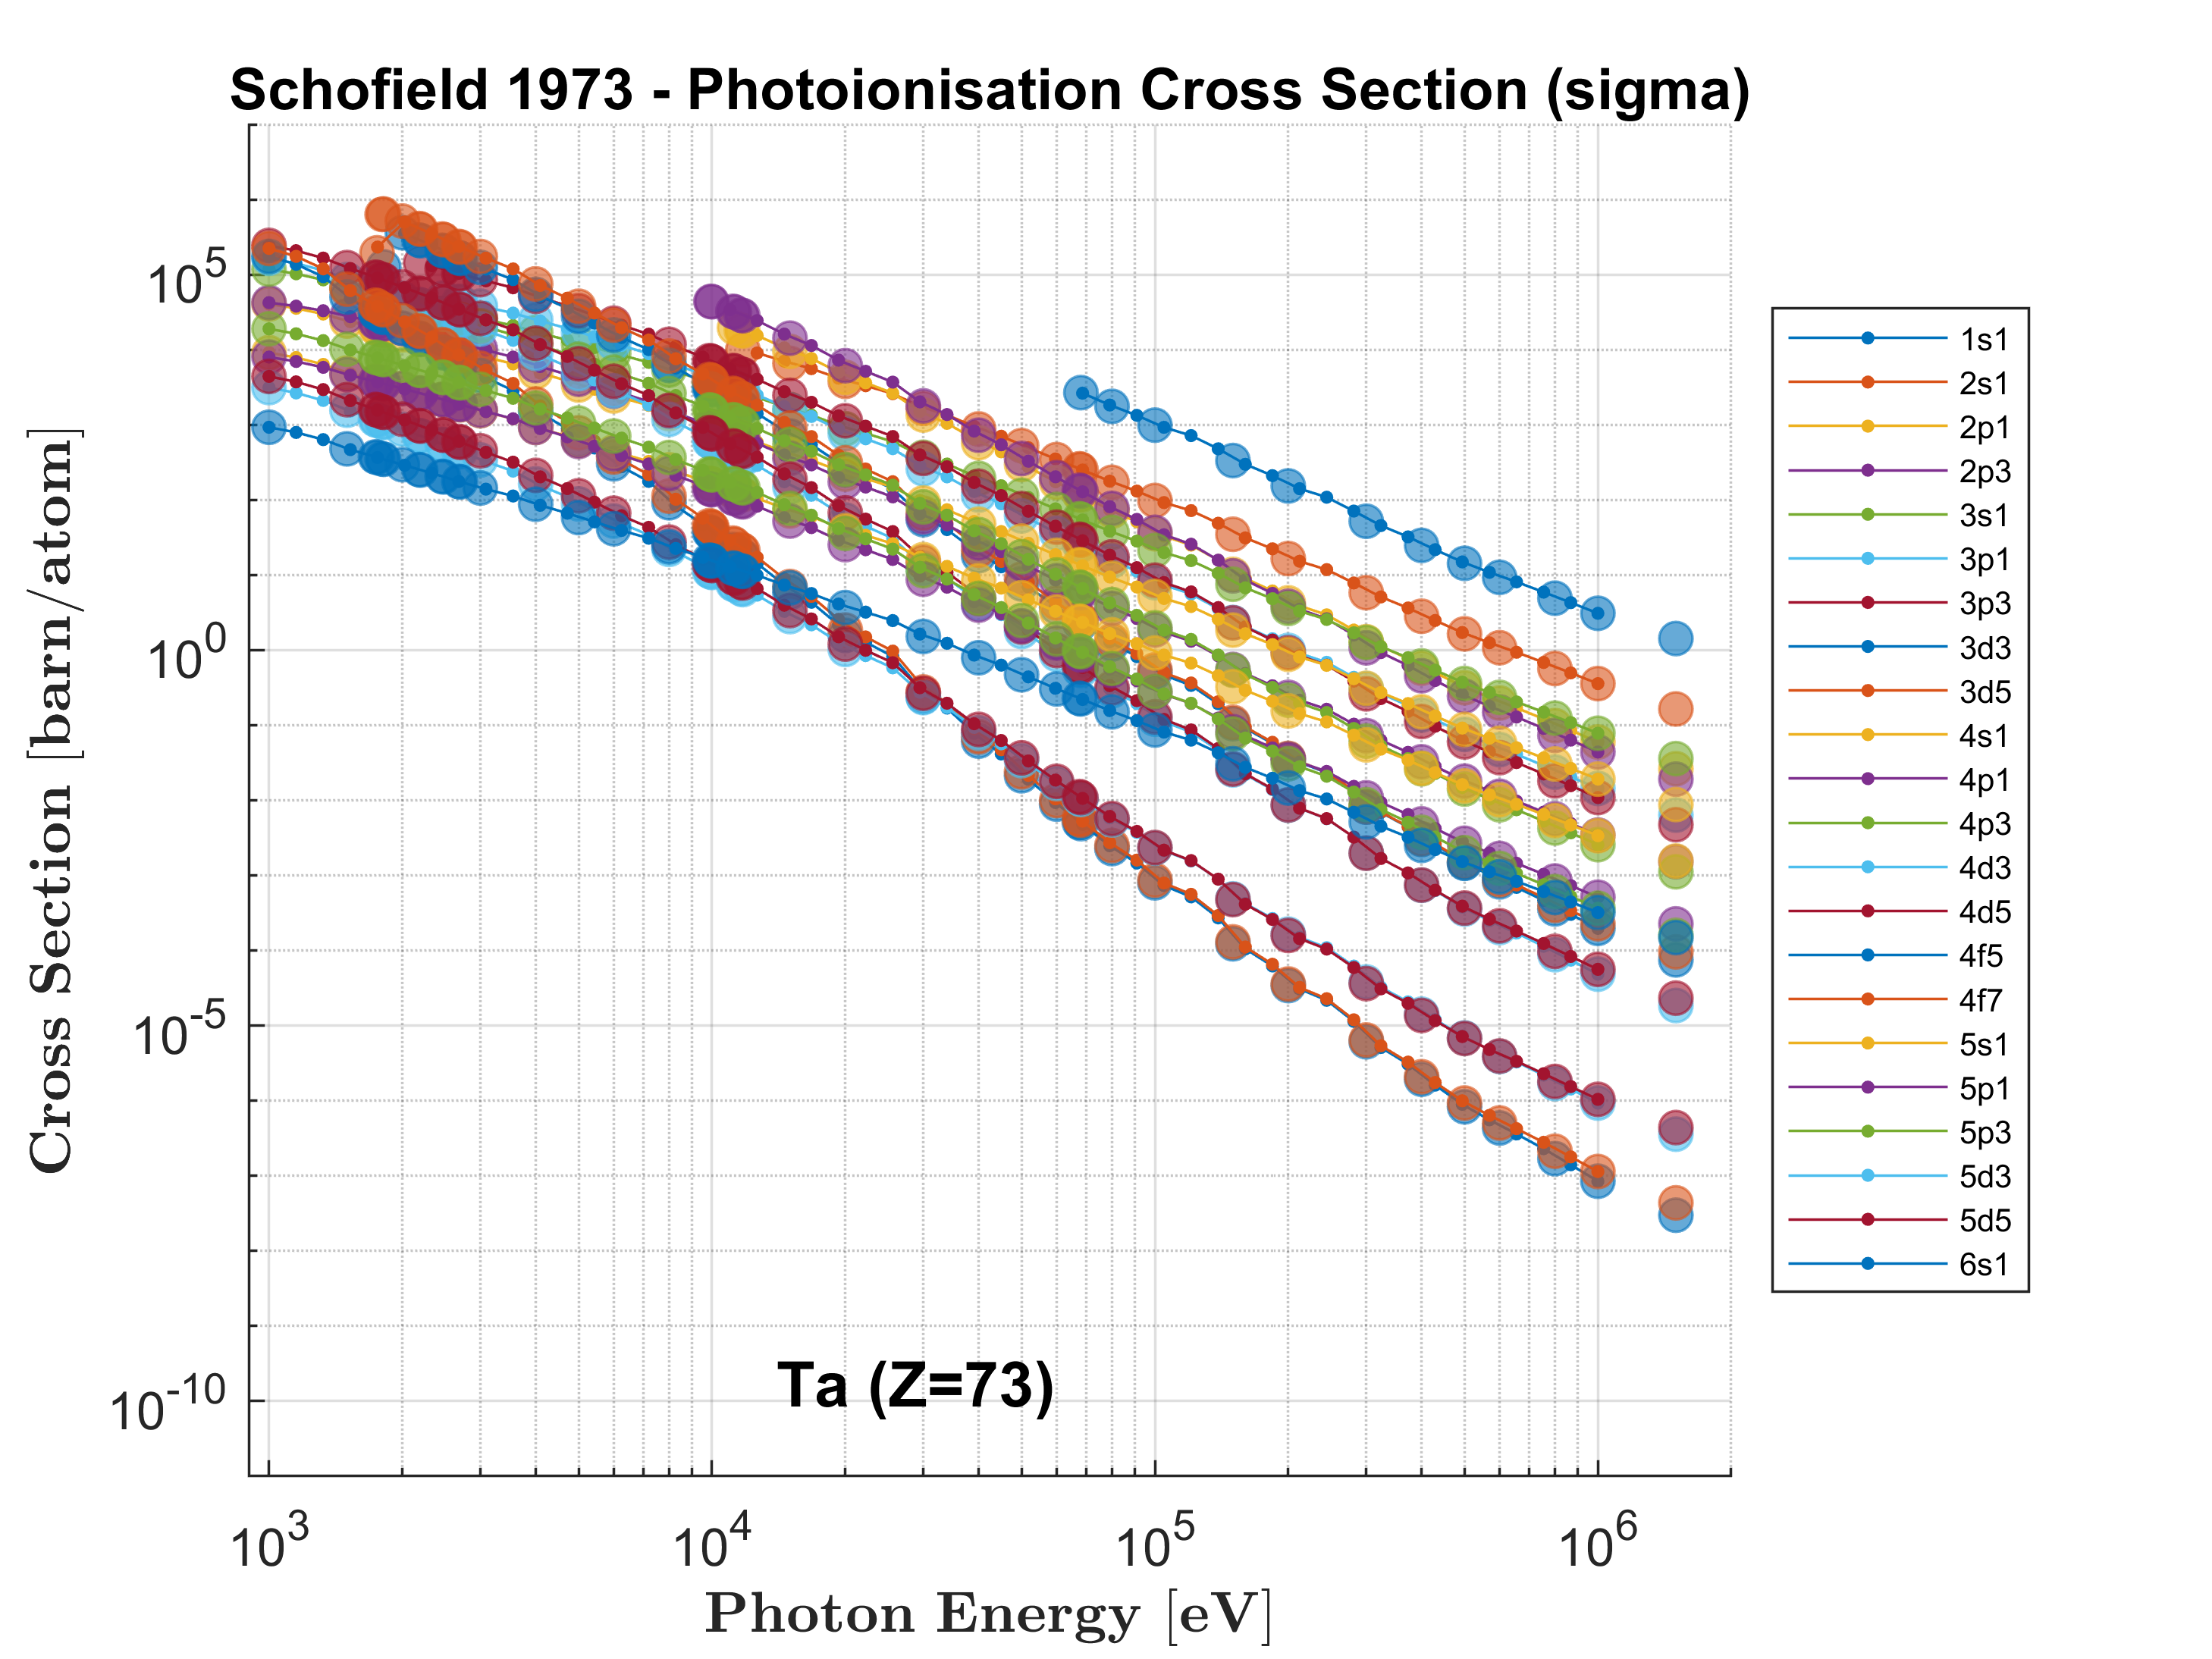 Schofield 1973 - Photoionisation Cross Section (sigma)
Cross Section [barn/atom]
10^5
10^0
10^-5
10^-10
Ta (Z=73)
10^3 10^4 10^5 10^6
Photon Energy [eV]
1s1
2s1
2p1
2p3
3s1
3p1
3p3
3d3
3d5
4s1
4p1
4p3
4d3
4d5
4f5
4f7
5s1
5p1
5p3
5d3
5d5
6s1